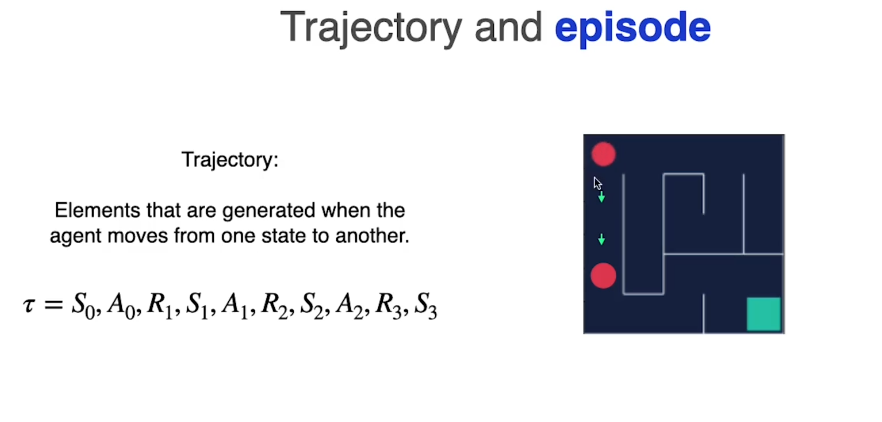 Trajectory and episode
Trajectory:
Elements that are generated when the
agent moves from one state to another.
τ = S₀, A₀, R₁, S₁, A₁, R₂, S₂, A₂, R₃, S₃